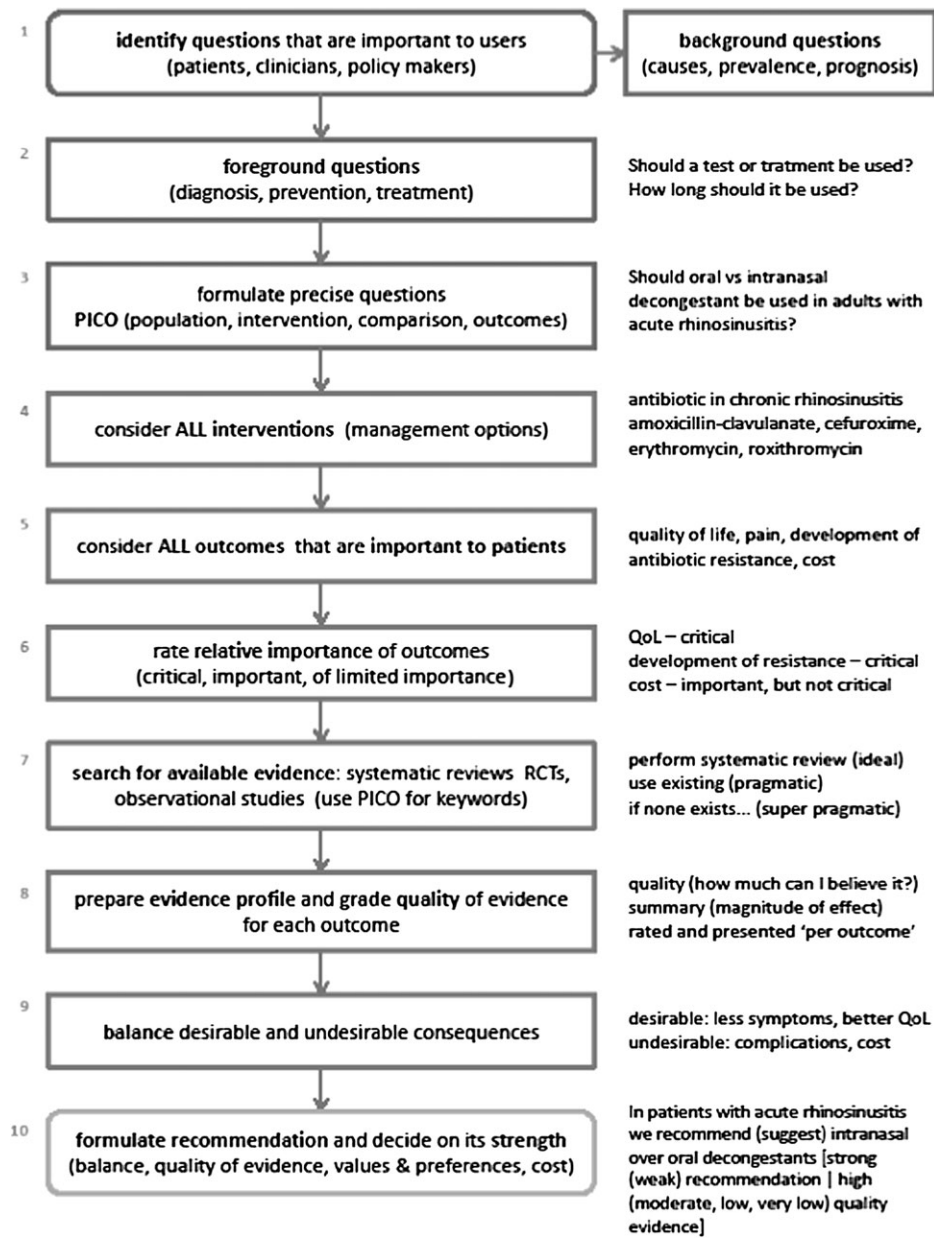 1
identify questions that are important to users
(patients, clinicians, policy makers)
background questions
(causes, prevalence, prognosis)
2
foreground questions
(diagnosis, prevention, treatment)
Should a test or tratment be used?
How long should it be used?
3
formulate precise questions
PICO (population, intervention, comparison, outcomes)
Should oral vs intranasal
decongestant be used in adults with
acute rhinosinusitis?
4
consider ALL interventions (management options)
antibiotic in chronic rhinosinusitis
amoxicillin-clavulanate, cefuroxime,
erythromycin, roxithromycin
5
consider ALL outcomes that are important to patients
quality of life, pain, development of
antibiotic resistance, cost
6
rate relative importance of outcomes
(critical, important, of limited importance)
QoL – critical
development of resistance – critical
cost – important, but not critical
7
search for available evidence: systematic reviews RCTs,
observational studies (use PICO for keywords)
perform systematic review (ideal)
use existing (pragmatic)
if none exists... (super pragmatic)
8
prepare evidence profile and grade quality of evidence
for each outcome
quality (how much can I believe it?)
summary (magnitude of effect)
rated and presented ‘per outcome’
9
balance desirable and undesirable consequences
desirable: less symptoms, better QoL
undesirable: complications, cost
10
formulate recommendation and decide on its strength
(balance, quality of evidence, values & preferences, cost)
In patients with acute rhinosinusitis
we recommend (suggest) intranasal
over oral decongestants [strong
(weak) recommendation | high
(moderate, low, very low) quality
evidence]